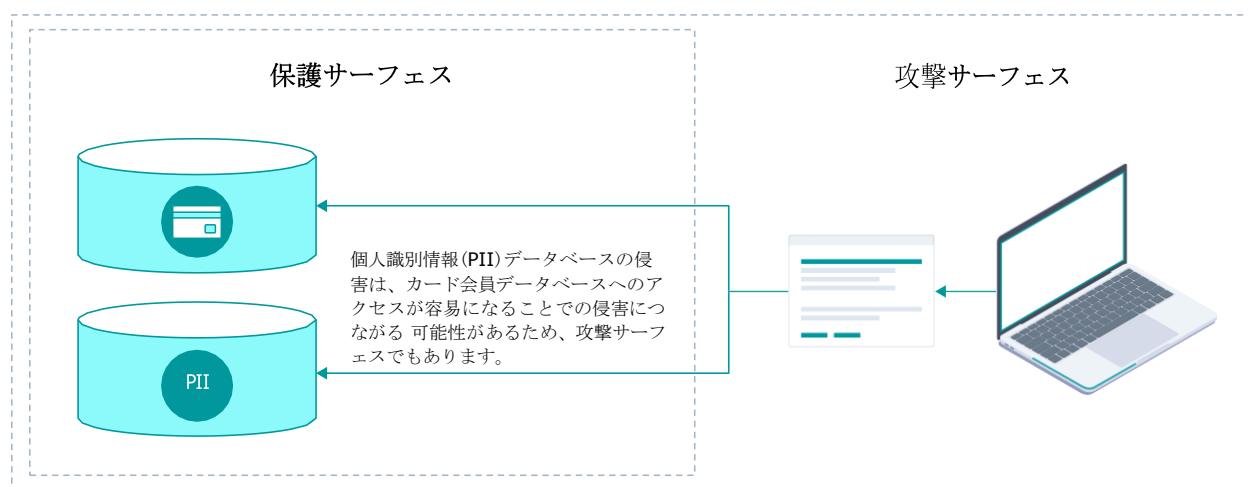 保護サーフェス
攻撃サーフェス
個人識別情報(PII)データベースの侵
害は、カード会員データベースへのア
クセスが容易になることでの侵害につ
ながる 可能性があるため、攻撃サーフ
ェスでもあります。
PII